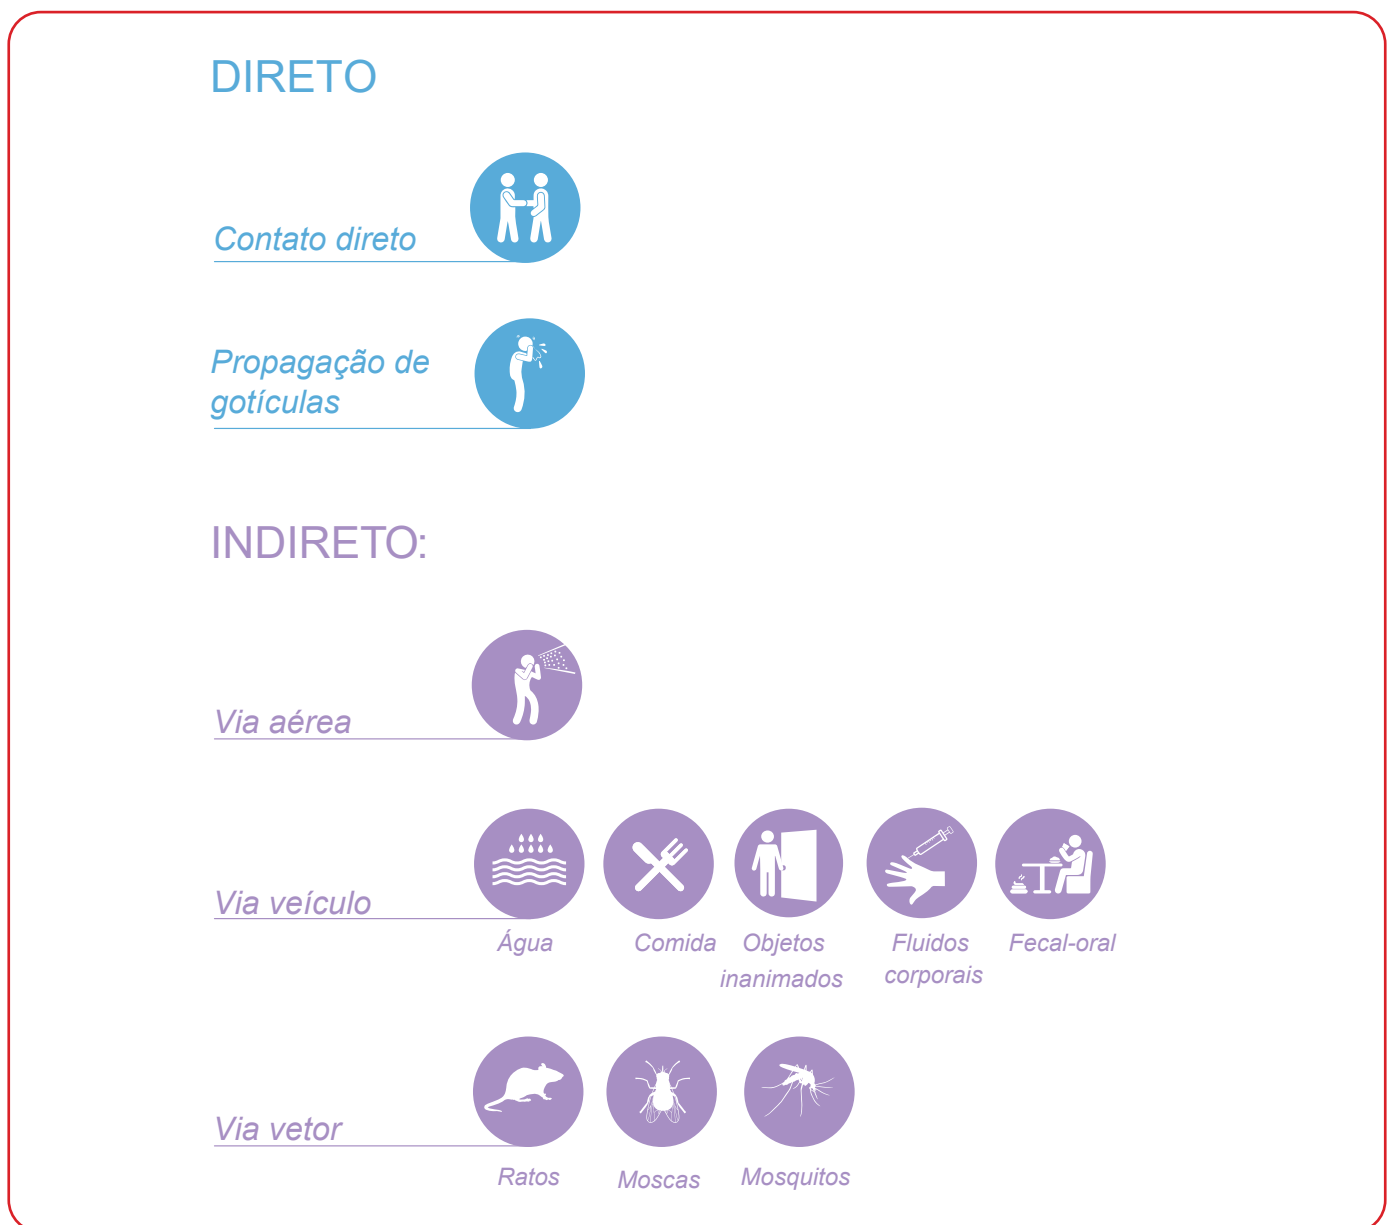 DIRETO
Contato direto
Propagação de
gotículas
INDIRETO:
Via aérea
Via veículo
Água
Comida
Objetos
inanimados
Fluidos
corporais
Fecal-oral
Via vetor
Ratos
Moscas
Mosquitos